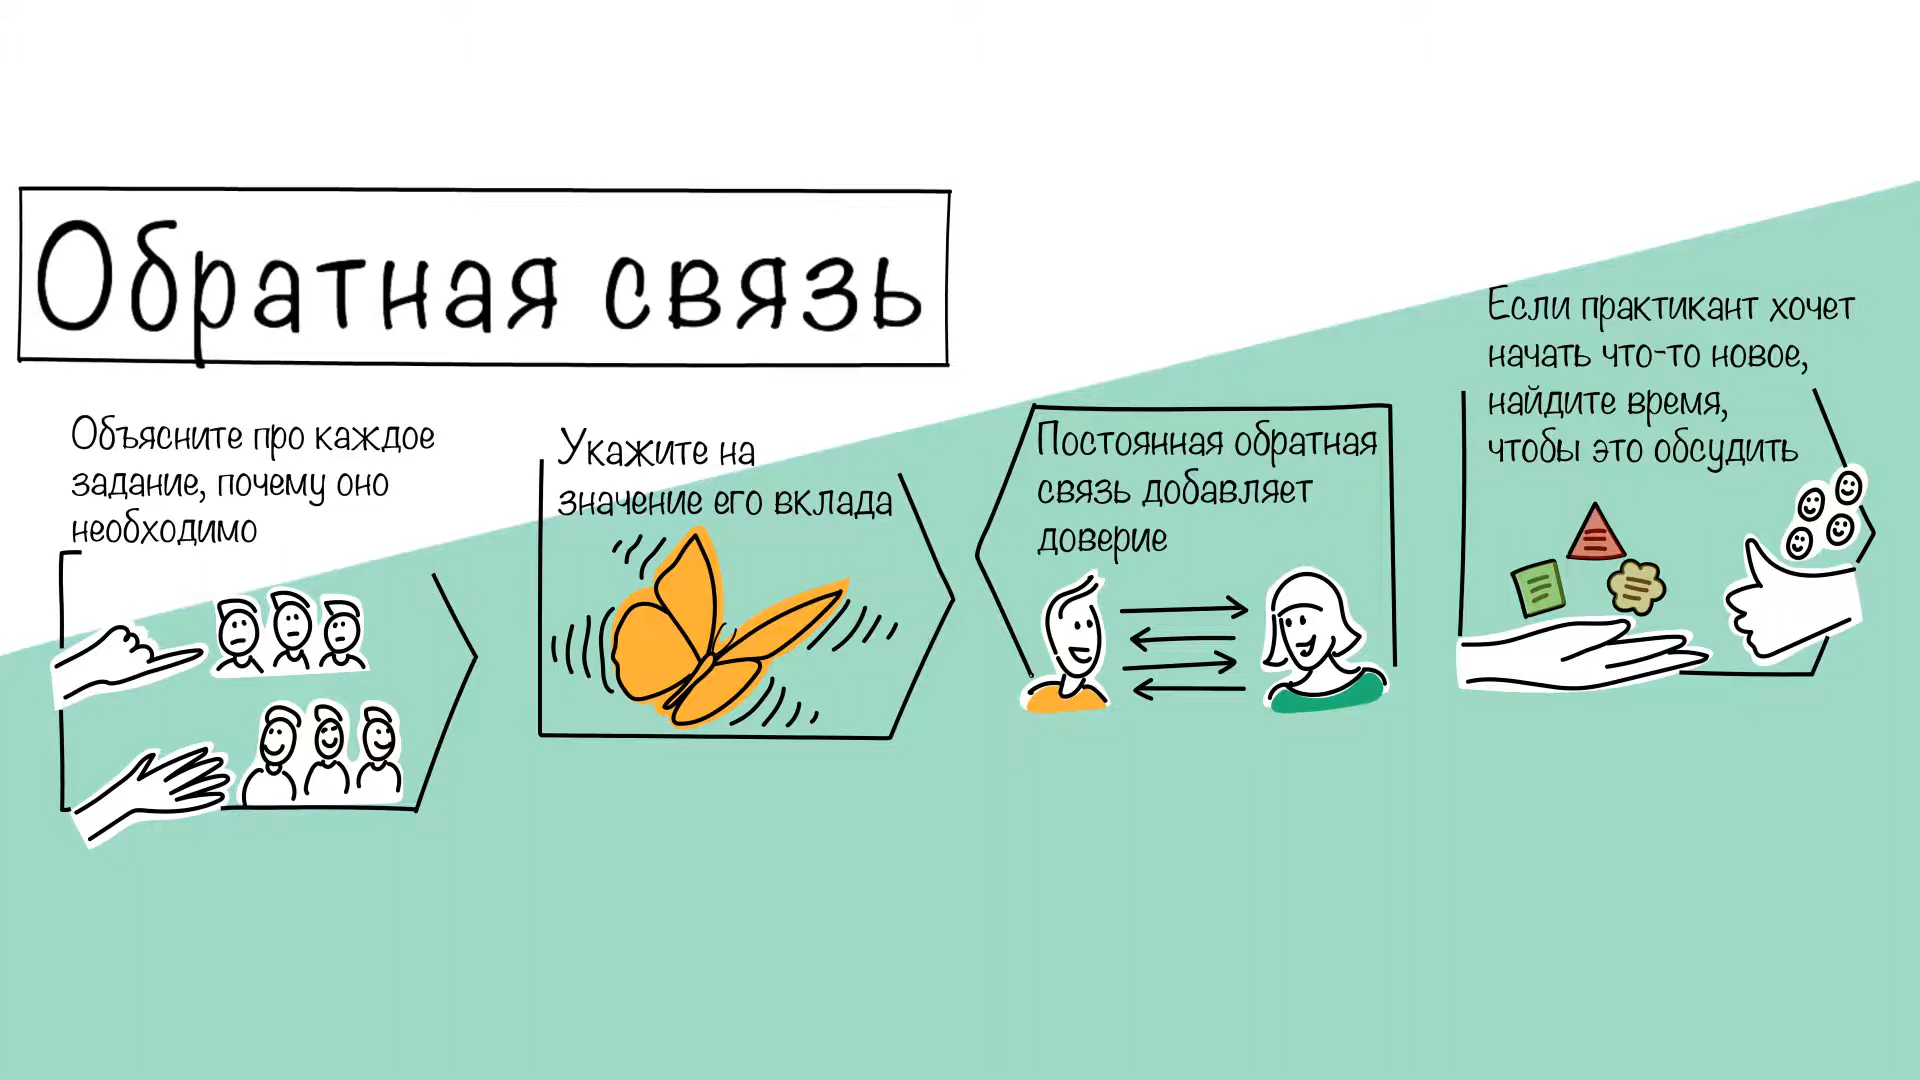 Обратная связь
Объясните про каждое
задание, почему оно
необходимо
Укажите на
значение его вклада
Постоянная обратная
связь добавляет
доверие
Если практикант хочет
начать что-то новое,
найдите время,
чтобы это обсудить